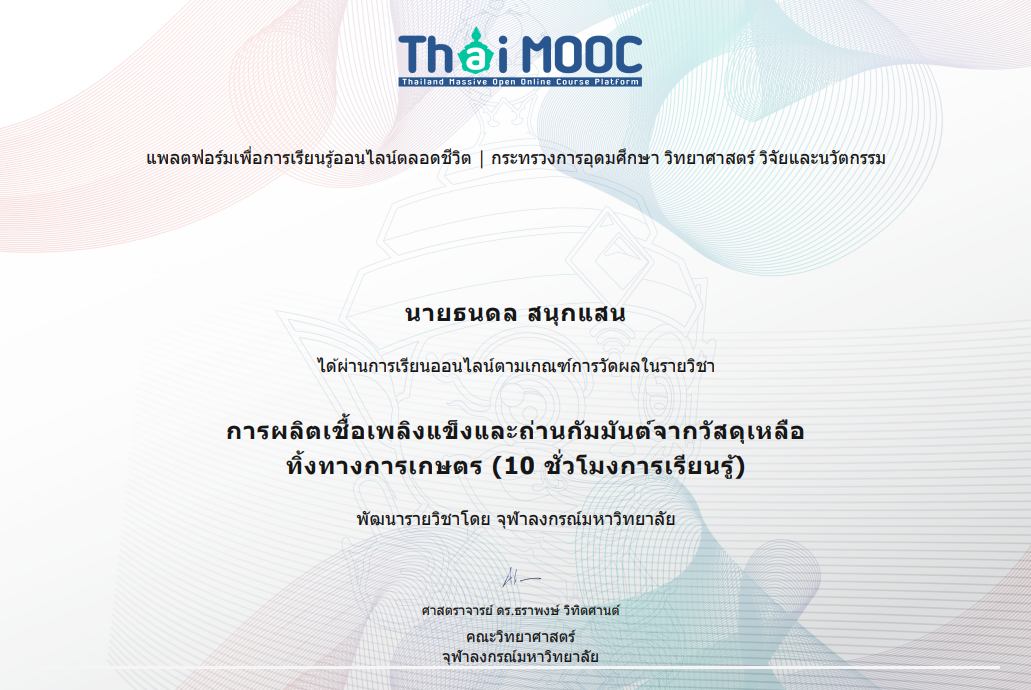 Thai MOOC
Thailand Massive Open Online Course Platform
แพลตฟอร์มเพื่อการเรียนรู้ออนไลน์ตลอดชีวิต | กระทรวงการอุดมศึกษา วิทยาศาสตร์ วิจัยและนวัตกรรม
นายธนดล สนุกแสน
ได้ผ่านการเรียนออนไลน์ตามเกณฑ์การวัดผลในรายวิชา
การผลิตเชื้อเพลิงแข็งและถ่านกัมมันต์จากวัสดุเหลือ
ทิ้งทางการเกษตร (10 ชั่วโมงการเรียนรู้)
พัฒนารายวิชาโดย จุฬาลงกรณ์มหาวิทยาลัย
ศาสตราจารย์ ดร.ธราพงษ์ วิทิตศานต์
คณะวิทยาศาสตร์
จุฬาลงกรณ์มหาวิทยาลัย